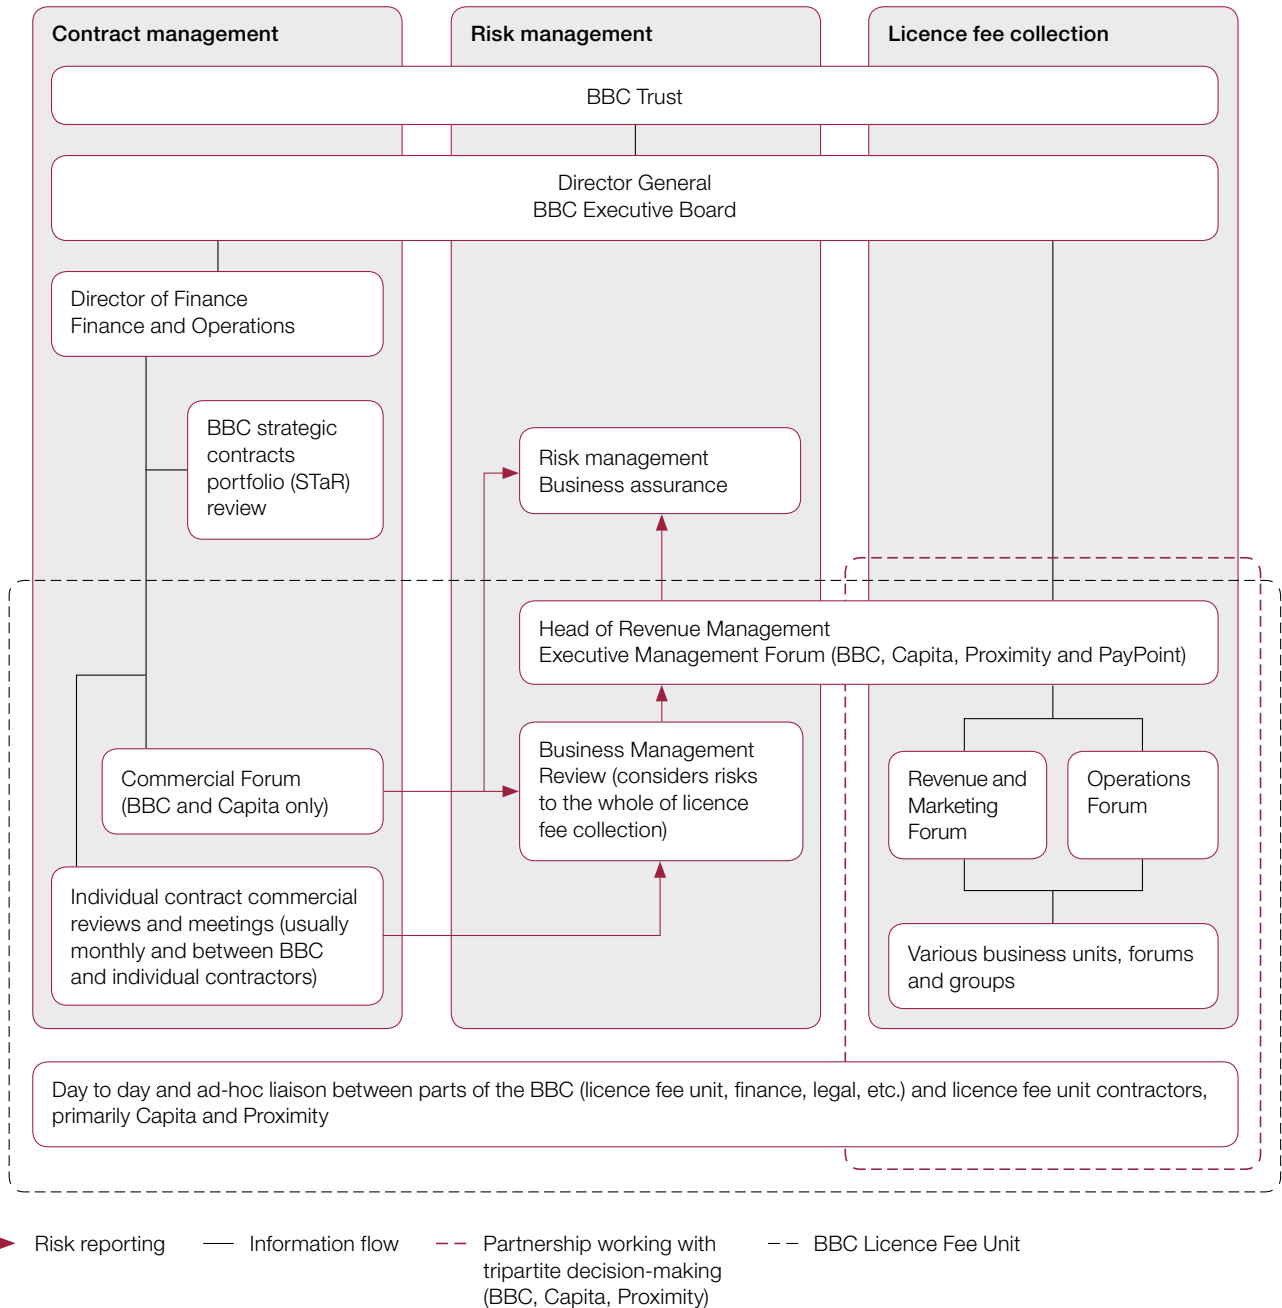 Contract management
Risk management
Licence fee collection
BBC Trust
Director General
BBC Executive Board
Director of Finance
Finance and Operations
BBC strategic
contracts
portfolio (STaR)
review
Risk management
Business assurance
Head of Revenue Management
Executive Management Forum (BBC, Capita, Proximity and PayPoint)
Commercial Forum
(BBC and Capita only)
Business Management
Review (considers risks
to the whole of licence
fee collection)
Revenue and
Marketing
Forum
Operations
Forum
Individual contract commercial
reviews and meetings (usually
monthly and between BBC
and individual contractors)
Various business units, forums
and groups
Day to day and ad-hoc liaison between parts of the BBC (licence fee unit, finance, legal, etc.) and licence fee unit contractors,
primarily Capita and Proximity
Risk reporting
Information flow
Partnership working with
tripartite decision-making
(BBC, Capita, Proximity)
BBC Licence Fee Unit